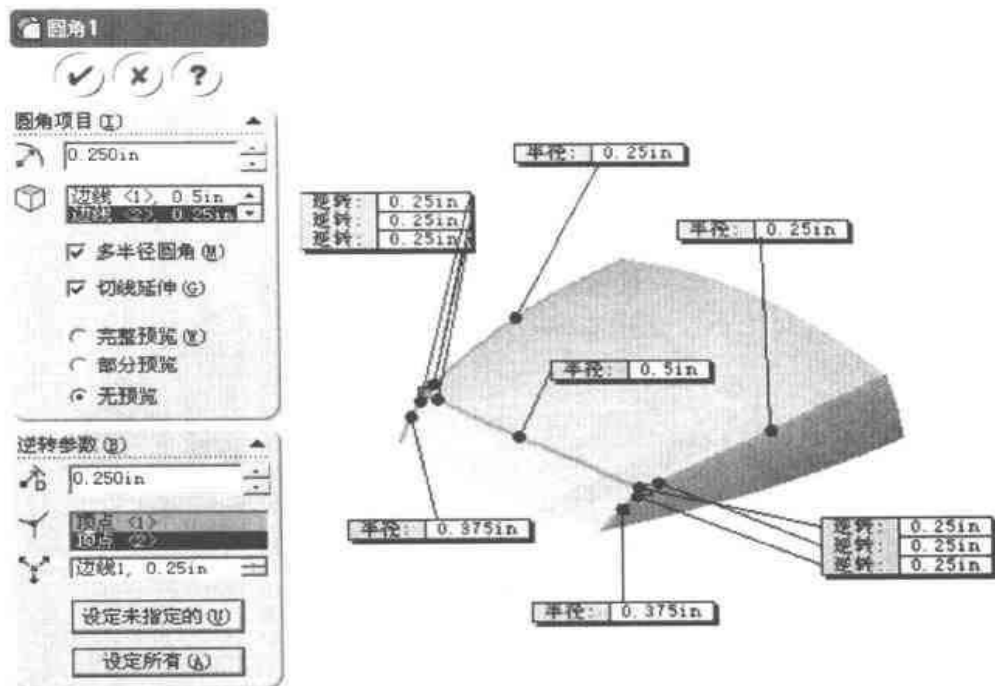 圆角1
圆角项目(I)
0.250in
边线 <1>, 0.5in
边线 <2>, 0.25in
多半径圆角(M)
切线延伸(G)
完整预览(W)
部分预览
无预览
逆转参数(B)
0.250in
顶点 <1>
顶点 <2>
边线1, 0.25in
设定未指定的(U)
设定所有(A)
半径: 0.25in
逆转: 0.25in
逆转: 0.25in
逆转: 0.25in
半径: 0.25in
半径: 0.5in
半径: 0.375in
逆转: 0.25in
逆转: 0.25in
逆转: 0.25in
半径: 0.375in